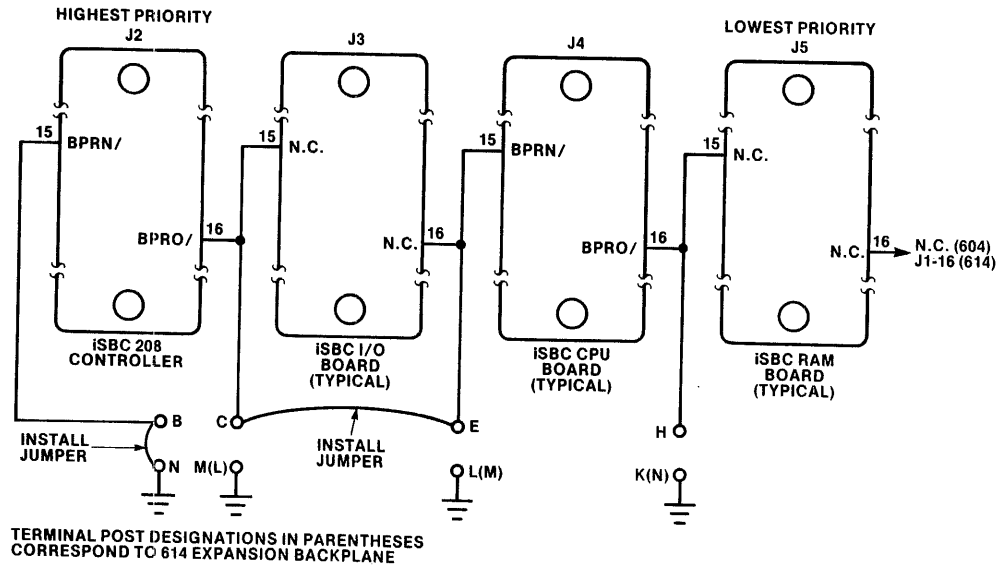 HIGHEST PRIORITY
J2
J3
J4
LOWEST PRIORITY
J5
15
BPRN/
15
N.C.
15
BPRN/
15
N.C.
BPRO/
16
N.C.
16
BPRO/
16
N.C.
16
N.C. (604)
J1-16 (614)
iSBC 208
CONTROLLER
iSBC I/O
BOARD
(TYPICAL)
iSBC CPU
BOARD
(TYPICAL)
iSBC RAM
BOARD
(TYPICAL)
B
C
E
H
INSTALL
JUMPER
INSTALL
JUMPER
N
M(L)
L(M)
K(N)
TERMINAL POST DESIGNATIONS IN PARENTHESES
CORRESPOND TO 614 EXPANSION BACKPLANE